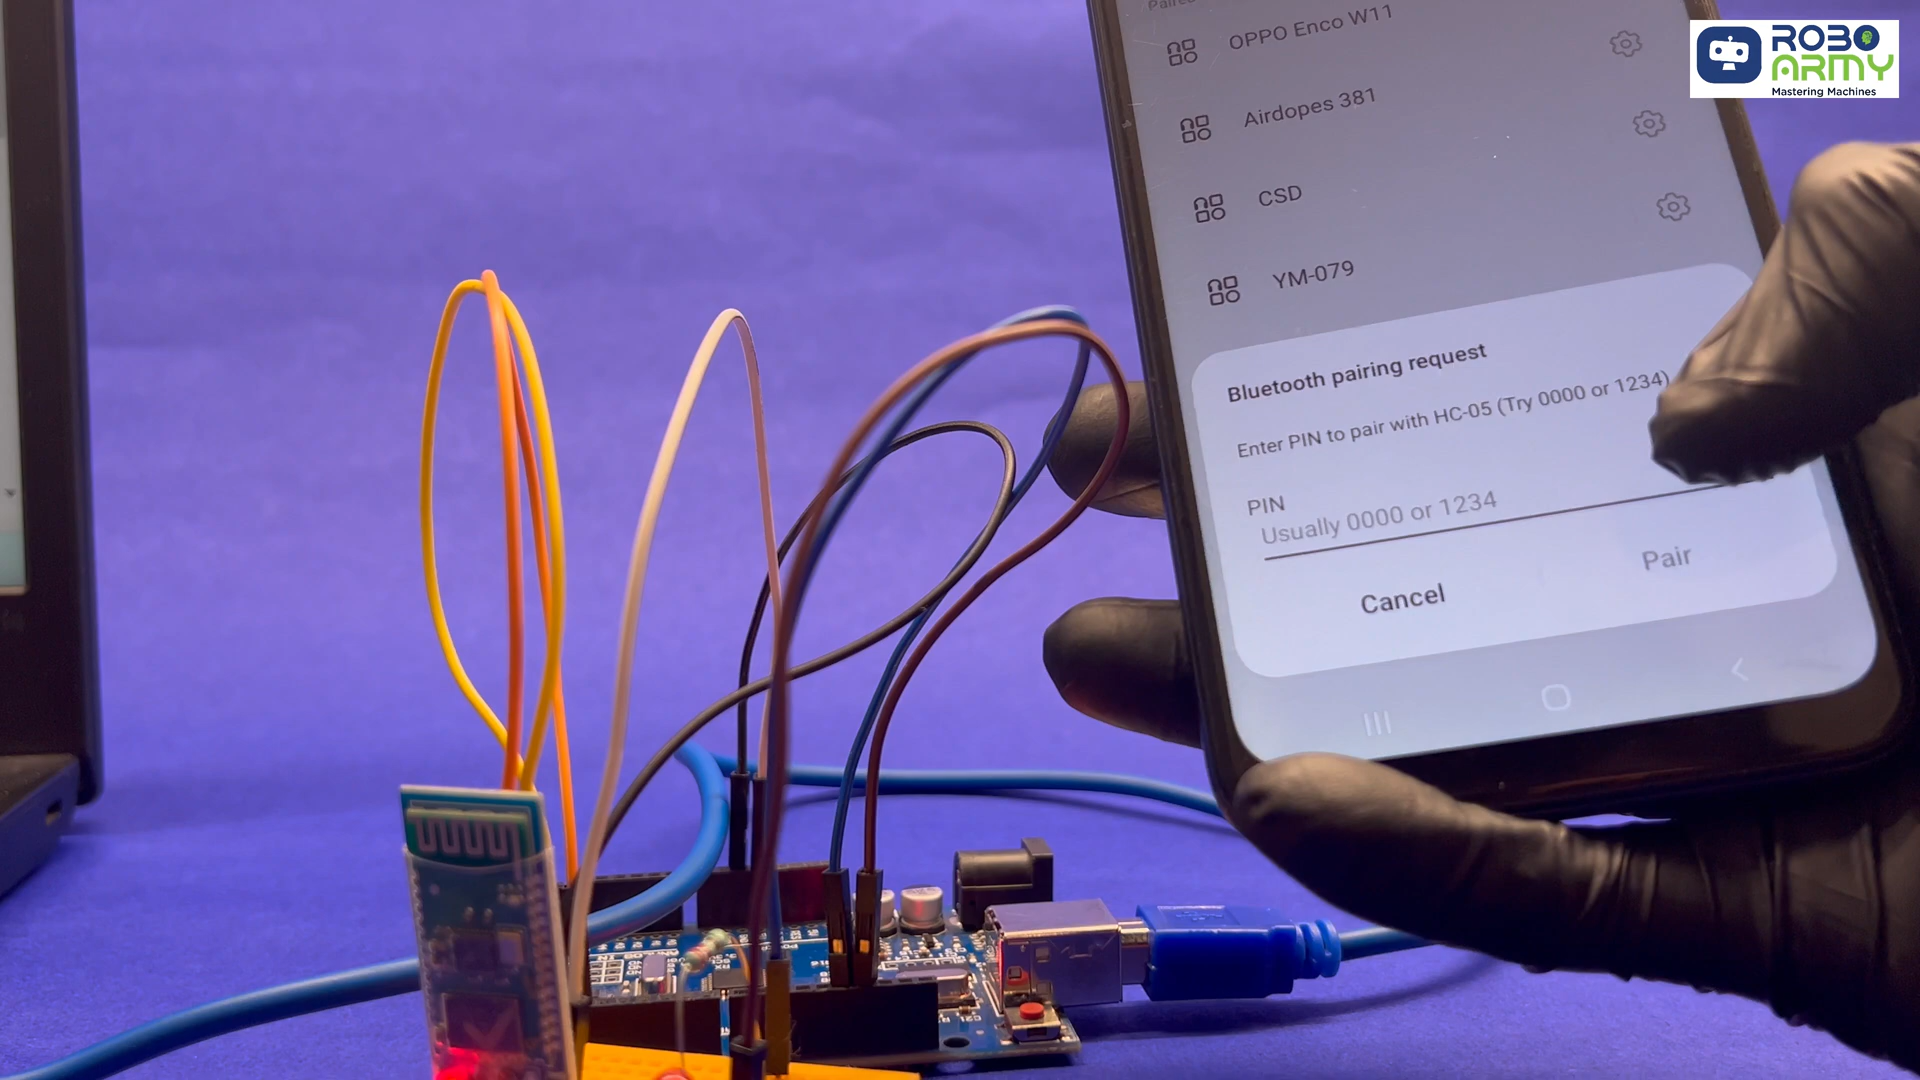 Paired
OPPO Enco W11
Airdopes 381
CSD
YM-079
Bluetooth pairing request
Enter PIN to pair with HC-05 (Try 0000 or 1234)
PIN
Usually 0000 or 1234
Cancel
Pair
ROBO
ARMY
Mastering Machines